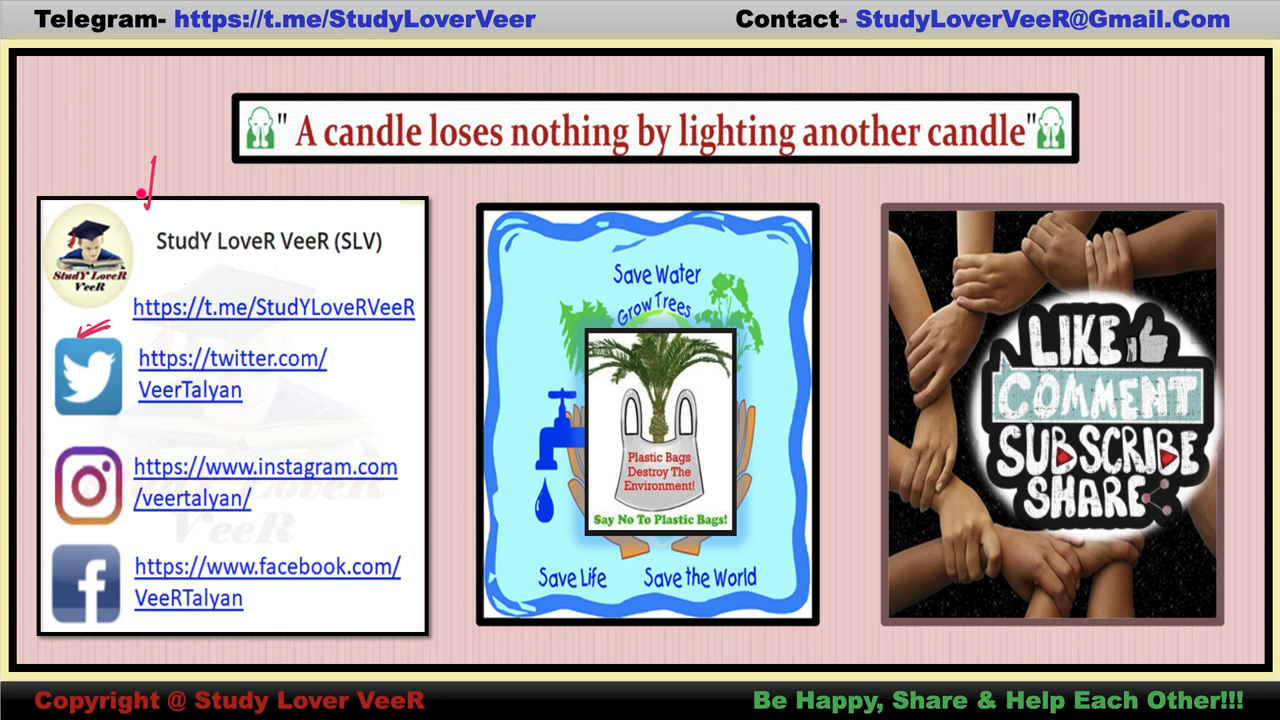 Telegram- https://t.me/StudyLoverVeer
Contact- StudyLoverVeeR@Gmail.Com
" A candle loses nothing by lighting another candle"
StudY LoveR VeeR (SLV)
StudY LoveR
VeeR
https://t.me/StudYLoveRVeeR
https://twitter.com/
VeerTalyan
https://www.instagram.com
/veertalyan/
https://www.facebook.com/
VeeRTalyan
Save Water
Grow Trees
Plastic Bags
Destroy The
Environment!
Say No To Plastic Bags!
Save Life
Save the World
LIKE
COMMENT
SUBSCRIBE
SHARE
Copyright @ Study Lover VeeR
Be Happy, Share & Help Each Other!!!